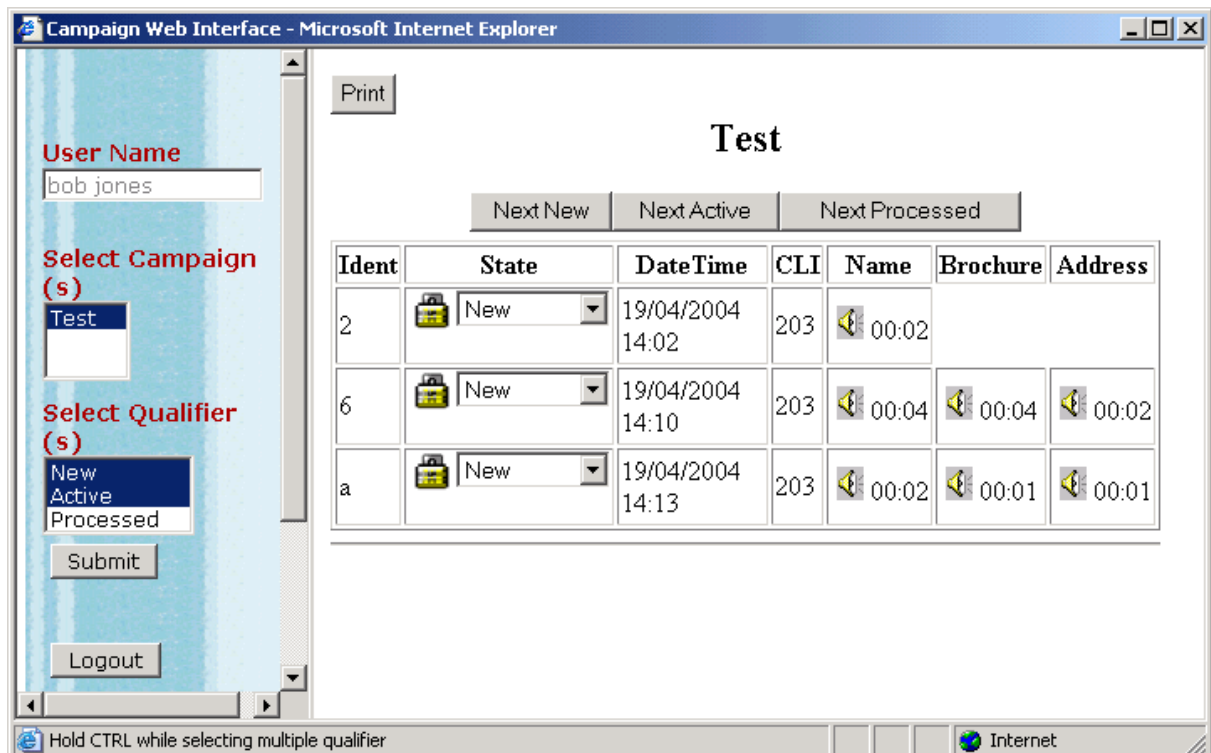 Campaign Web Interface - Microsoft Internet Explorer
User Name
bob jones
Select Campaign
(s)
Test
Select Qualifier
(s)
New
Active
Processed
Submit
Logout
Print
Test
Next New Next Active Next Processed
Ident State DateTime CLI Name Brochure Address
2 New 19/04/2004 203 00:02
14:02
6 New 19/04/2004 203 00:04 00:04 00:02
14:10
a New 19/04/2004 203 00:02 00:01 00:01
14:13
Hold CTRL while selecting multiple qualifier Internet